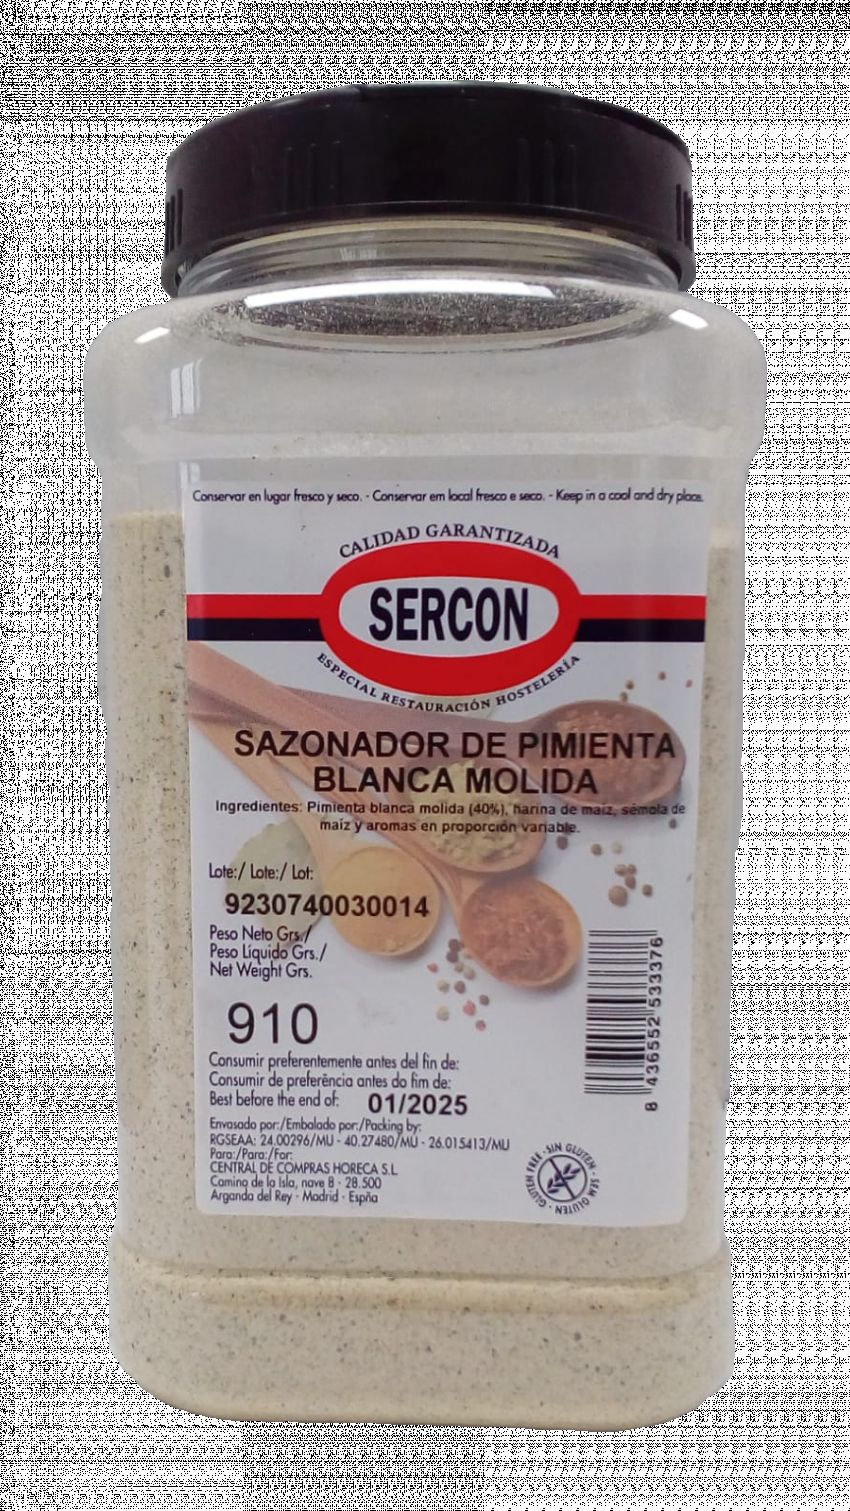 Conservar en lugar fresco y seco. - Conservar em local fresco e seco. - Keep in a cool and dry place.
CALIDAD GARANTIZADA
SERCON
ESPECIAL RESTAURACIÓN HOSTELERÍA
SAZONADOR DE PIMIENTA
BLANCA MOLIDA
Ingredientes: Pimienta blanca molida (40%), harina de maíz, sémola de
maíz y aromas en proporción variable.
Lote:/ Lote:/ Lot:
9230740030014
Peso Neto Grs./
Peso Líquido Grs./
Net Weight Grs.
910
Consumir preferentemente antes del fin de:
Consumir de preferência antes do fim de:
Best before the end of: 01/2025
Envasado por:/Embalado por:/Packing by:
RGSEAA: 24.00296/MU - 40.27480/MU - 26.015413/MU
Para:/Para:/For:
CENTRAL DE COMPRAS HORECA S.L
Camino de la Isla, nave 8 - 28.500
Arganda del Rey - Madrid - Espña
8 436552 533376
GLUTEN FREE - SIN GLUTEN - SEM GLUTEN -